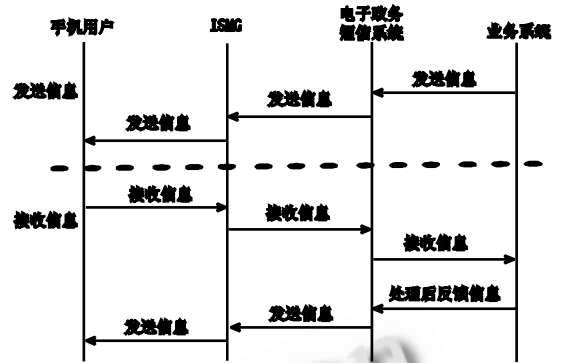 手机用户
ISMG
电子政务
短信系统
业务系统
发送信息
发送信息
发送信息
发送信息
接收信息
接收信息
接收信息
接收信息
处理后反馈信息
发送信息
发送信息